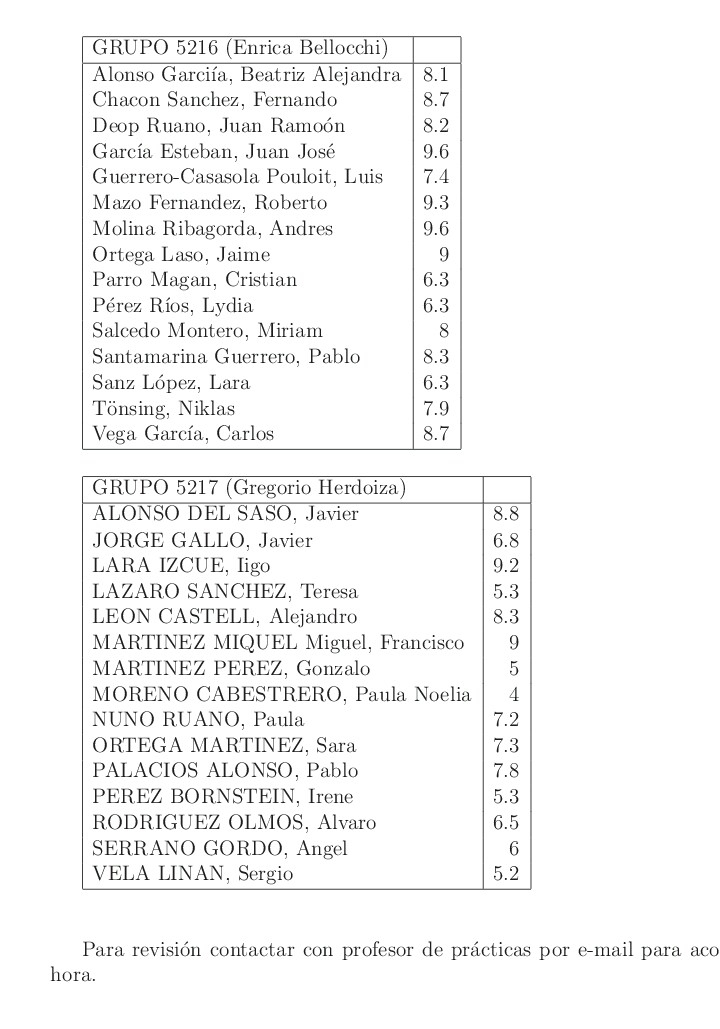 GRUPO 5216 (Enrica Bellocchi)
Alonso Garciía, Beatriz Alejandra 8.1
Chacon Sanchez, Fernando 8.7
Deop Ruano, Juan Ramoón 8.2
García Esteban, Juan José 9.6
Guerrero-Casasola Pouloit, Luis 7.4
Mazo Fernandez, Roberto 9.3
Molina Ribagorda, Andres 9.6
Ortega Laso, Jaime 9
Parro Magan, Cristian 6.3
Pérez Ríos, Lydia 6.3
Salcedo Montero, Miriam 8
Santamarina Guerrero, Pablo 8.3
Sanz López, Lara 6.3
Tönsing, Niklas 7.9
Vega García, Carlos 8.7
GRUPO 5217 (Gregorio Herdoiza)
ALONSO DEL SASO, Javier 8.8
JORGE GALLO, Javier 6.8
LARA IZCUE, Iigo 9.2
LAZARO SANCHEZ, Teresa 5.3
LEON CASTELL, Alejandro 8.3
MARTINEZ MIQUEL Miguel, Francisco 9
MARTINEZ PEREZ, Gonzalo 5
MORENO CABESTRERO, Paula Noelia 4
NUNO RUANO, Paula 7.2
ORTEGA MARTINEZ, Sara 7.3
PALACIOS ALONSO, Pablo 7.8
PEREZ BORNSTEIN, Irene 5.3
RODRIGUEZ OLMOS, Alvaro 6.5
SERRANO GORDO, Angel 6
VELA LINAN, Sergio 5.2
Para revisión contactar con profesor de prácticas por e-mail para aco
hora.